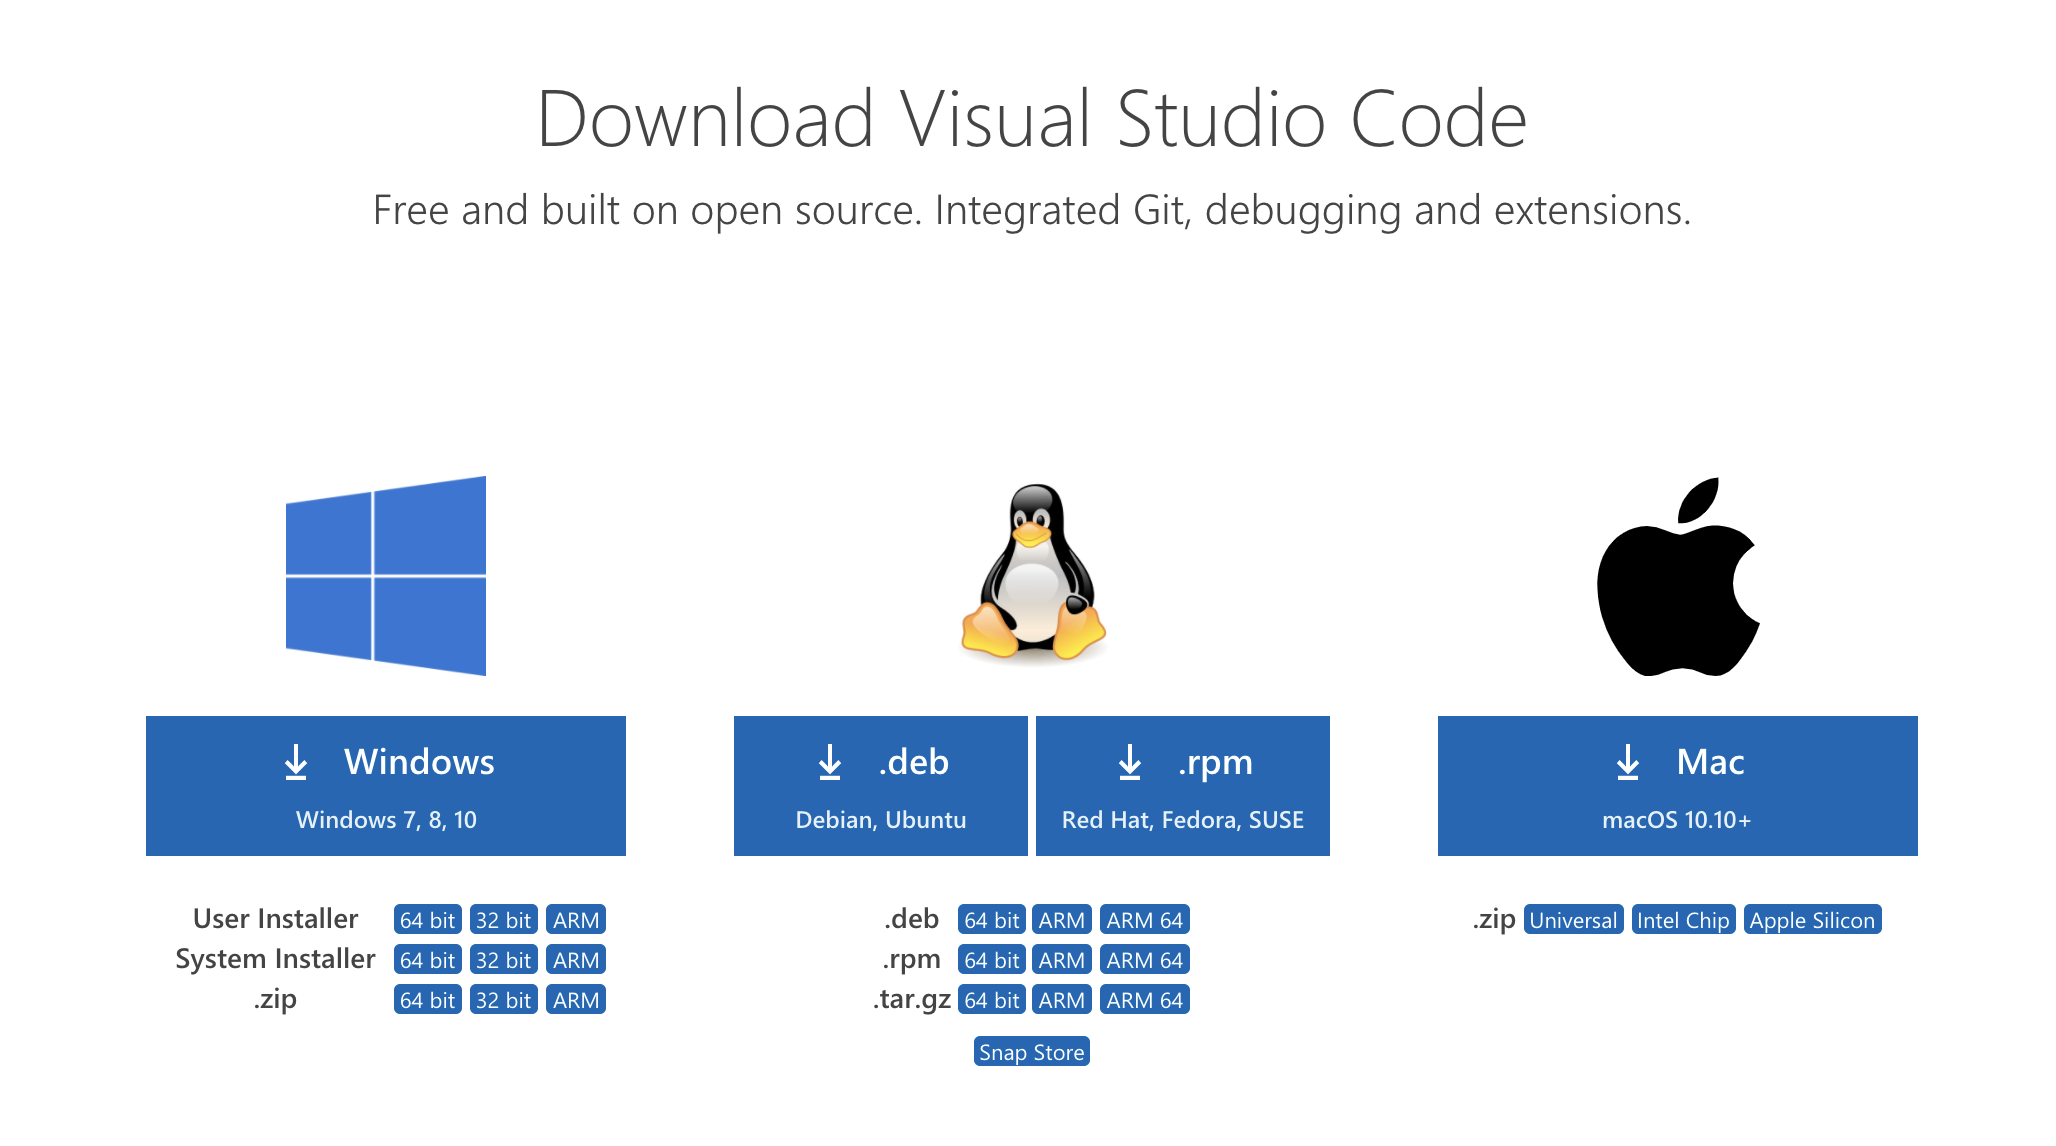 Download Visual Studio Code
Free and built on open source. Integrated Git, debugging and extensions.
Windows
Windows 7, 8, 10
User Installer 64 bit 32 bit ARM
System Installer 64 bit 32 bit ARM
.zip 64 bit 32 bit ARM
.deb
Debian, Ubuntu
.rpm
Red Hat, Fedora, SUSE
.deb 64 bit ARM ARM 64
.rpm 64 bit ARM ARM 64
.tar.gz 64 bit ARM ARM 64
Snap Store
Mac
macOS 10.10+
.zip Universal Intel Chip Apple Silicon